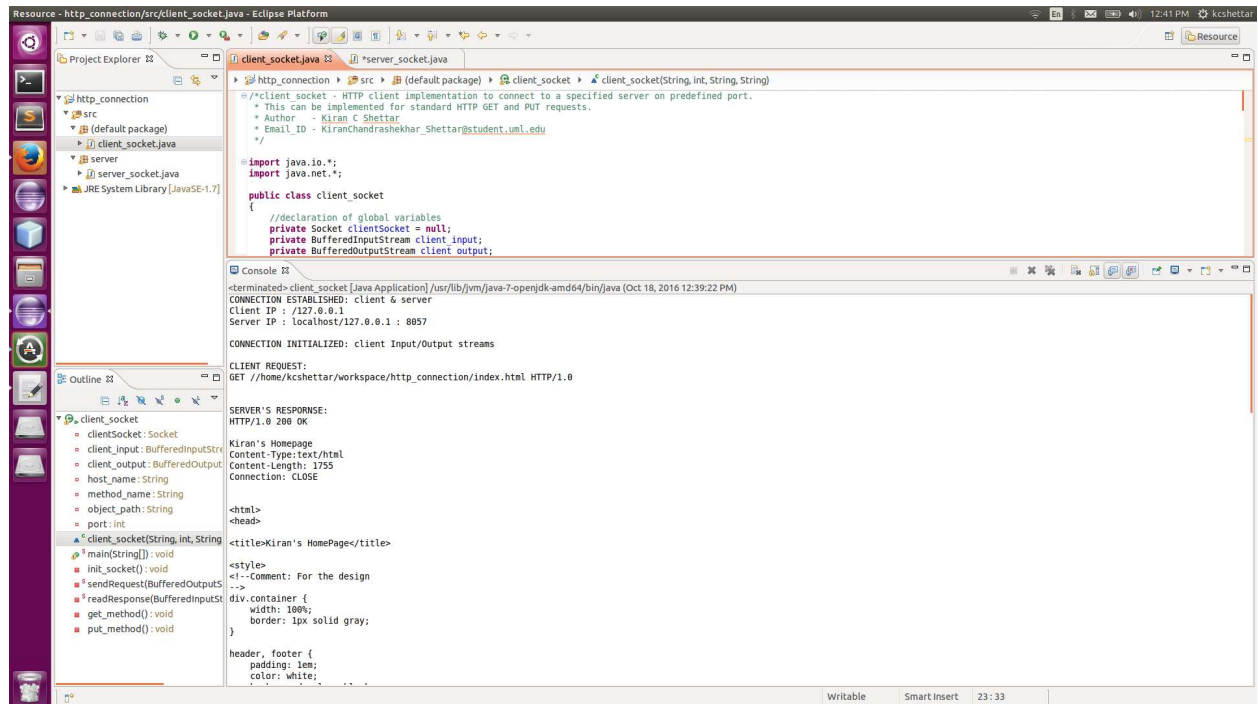 Resource - http_connection/src/client_socket.java - Eclipse Platform
En
12:41 PM
kcshettar
Resource
Project Explorer
http_connection
src
(default package)
client_socket.java
server
server_socket.java
JRE System Library [JavaSE-1.7]
client_socket.java
*server_socket.java
http_connection
src
(default package)
client_socket
client_socket(String, int, String, String)
/*client_socket - HTTP client implementation to connect to a specified server on predefined port.
* This can be implemented for standard HTTP GET and PUT requests.
* Author - Kiran C Shettar
* Email_ID - KiranChandrashekhar_Shettar@student.uml.edu
*/
import java.io.*;
import java.net.*;
public class client_socket
{
//declaration of global variables
private Socket clientSocket = null;
private BufferedInputStream client_input;
private BufferedOutputStream client_output;
Console
<terminated> client_socket [Java Application] /usr/lib/jvm/java-7-openjdk-amd64/bin/java (Oct 18, 2016 12:39:22 PM)
CONNECTION ESTABLISHED: client & server
Client IP : /127.0.0.1
Server IP : localhost/127.0.0.1 : 8057
CONNECTION INITIALIZED: client Input/Output streams
CLIENT REQUEST:
GET //home/kcshettar/workspace/http_connection/index.html HTTP/1.0
SERVER'S RESPORNSE:
HTTP/1.0 200 OK
Kiran's Homepage
Content-Type:text/html
Content-Length: 1755
Connection: CLOSE
<html>
<head>
<title>Kiran's HomePage</title>
<style>
<!--Comment: For the design
-->
div.container {
width: 100%;
border: 1px solid gray;
}
header, footer {
padding: 1em;
color: white;
Outline
client_socket
clientSocket : Socket
client_input : BufferedInputStre
client_output : BufferedOutput
host_name : String
method_name : String
object_path : String
port : int
client_socket(String, int, String
main(String[]) : void
init_socket() : void
sendRequest(BufferedOutputS
readResponse(BufferedInputSt
get_method() : void
put_method() : void
Writable
Smart Insert
23 : 33